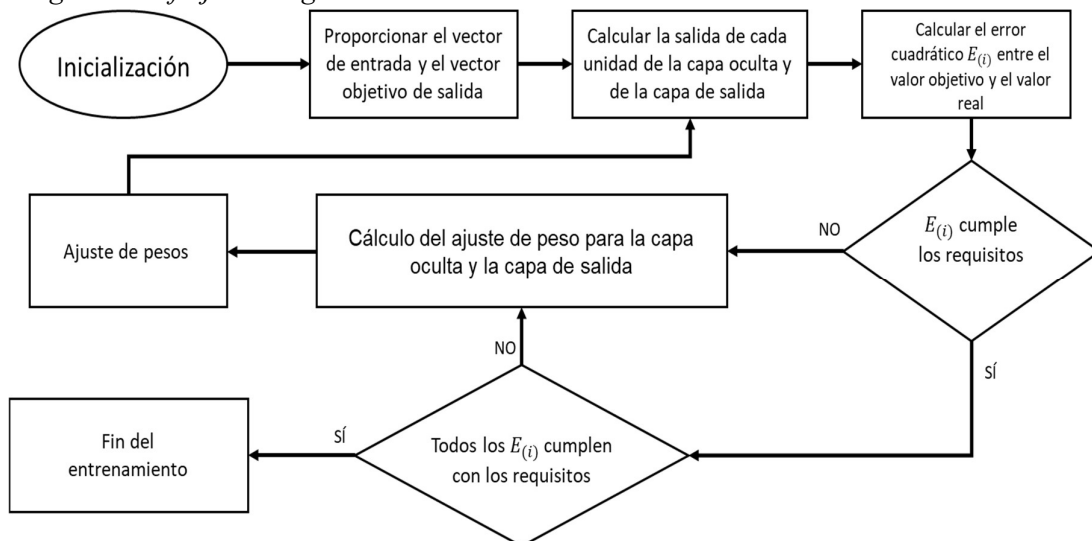 Inicialización
Proporcionar el vector
de entrada y el vector
objetivo de salida
Calcular la salida de cada
unidad de la capa oculta y
de la capa de salida
Calcular el error
cuadrático E(i) entre el
valor objetivo y el valor
real
E(i) cumple
los requisitos
NO
SÍ
Cálculo del ajuste de peso para la capa
oculta y la capa de salida
Ajuste de pesos
NO
Todos los E(i) cumplen
con los requisitos
SÍ
Fin del
entrenamiento